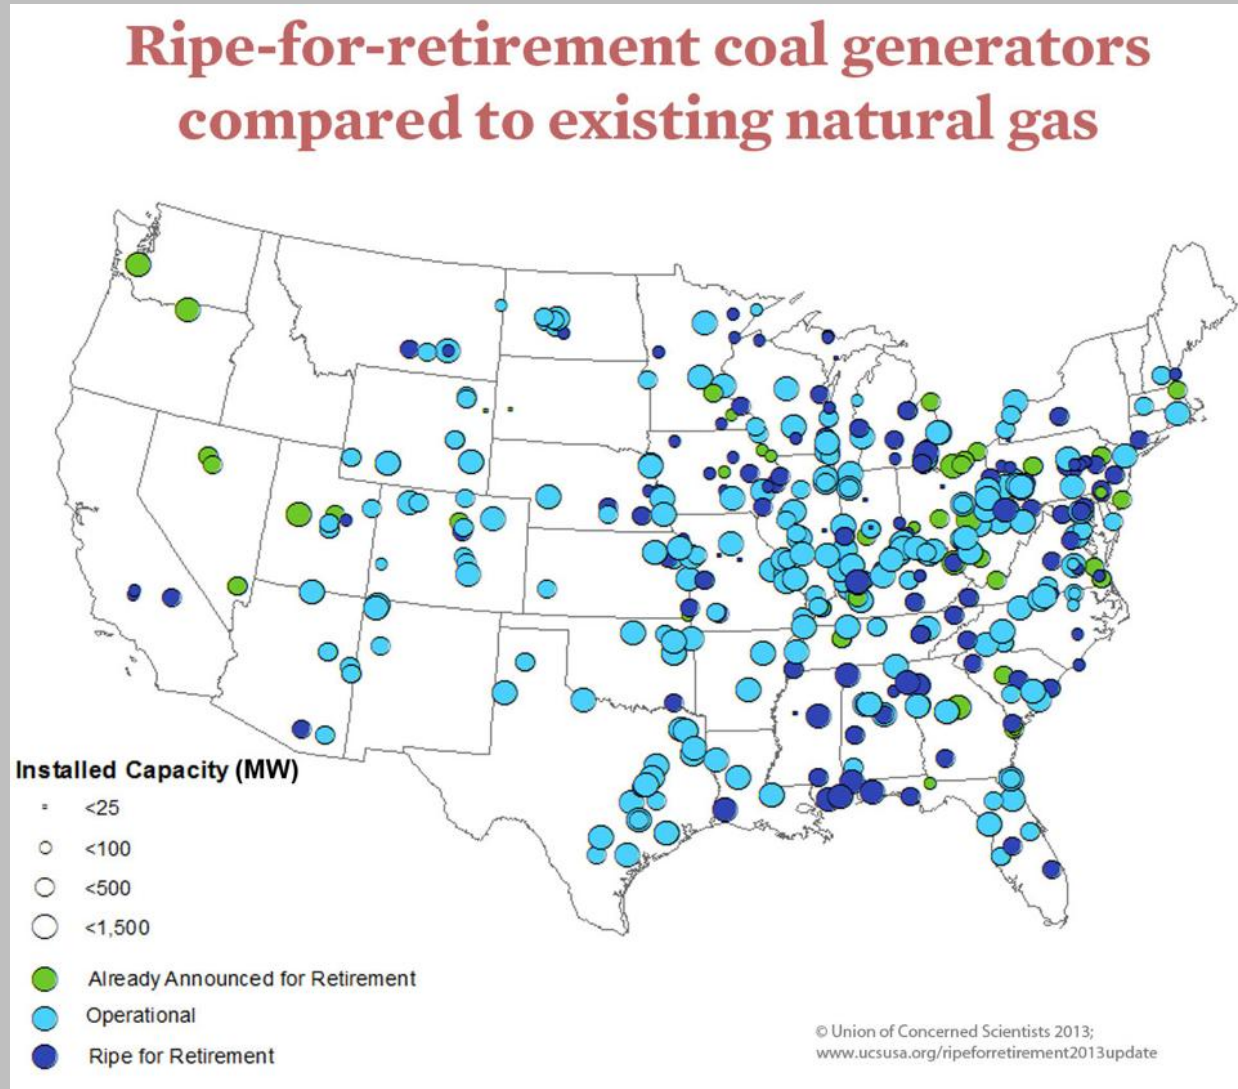 Ripe-for-retirement coal generators
compared to existing natural gas
Installed Capacity (MW)
<25
<100
<500
<1,500
Already Announced for Retirement
Operational
Ripe for Retirement
© Union of Concerned Scientists 2013;
www.ucsusa.org/ripeforretirement2013update